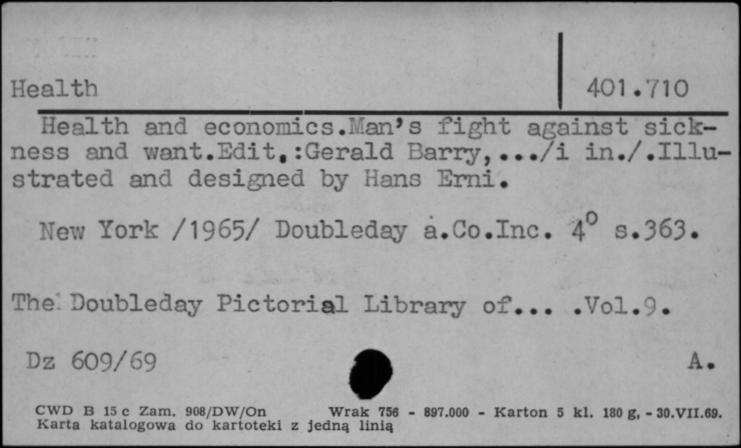 Health 401.710
Health and economics.Man's fight against sick-
ness and want.Edit.:Gerald Barry,.../i in./.Illu-
strated and designed by Hans Erni.
New York /1965/ Doubleday a.Co.Inc. 4° s.363.
The Doubleday Pictorial Library of... .Vol.9.
Dz 609/69 A.
CWD B 15 c Zam. 908/DW/On Wrak 756 - 897.000 - Karton 5 kl. 180 g, - 30.VII.69.
Karta katalogowa do kartoteki z jedną linią